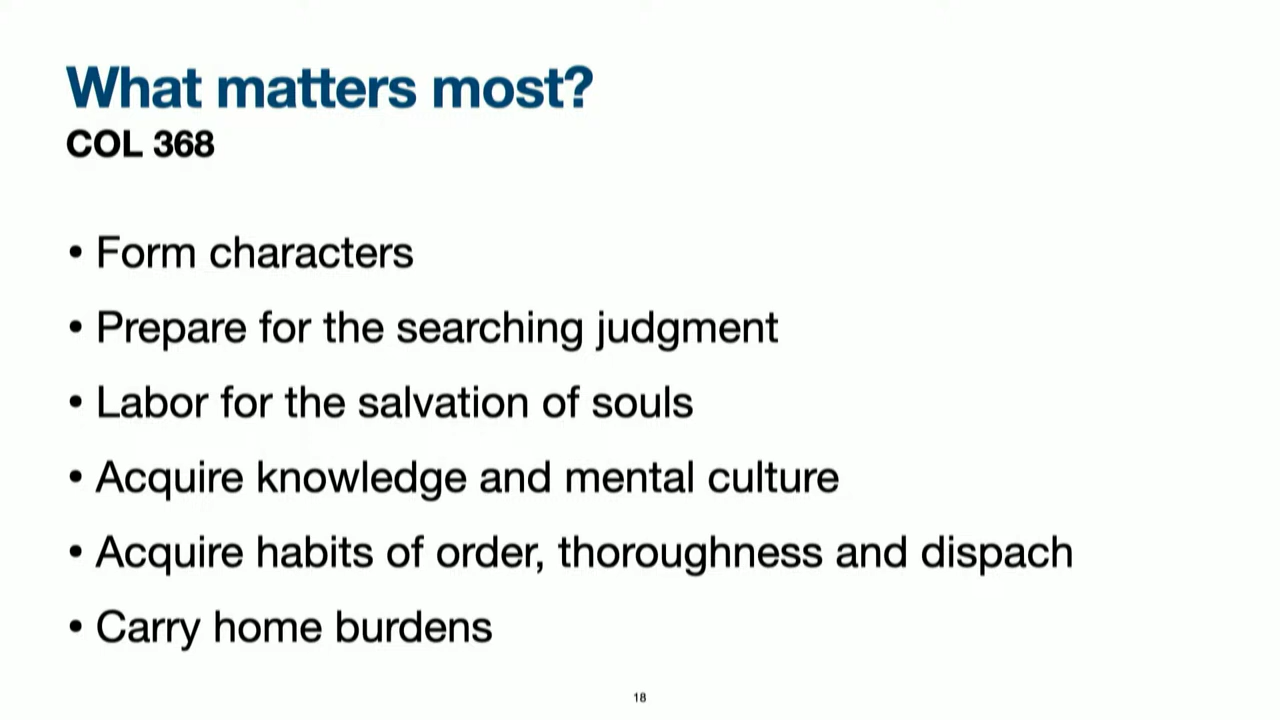 What matters most?
COL 368
• Form characters
• Prepare for the searching judgment
• Labor for the salvation of souls
• Acquire knowledge and mental culture
• Acquire habits of order, thoroughness and dispach
• Carry home burdens
18